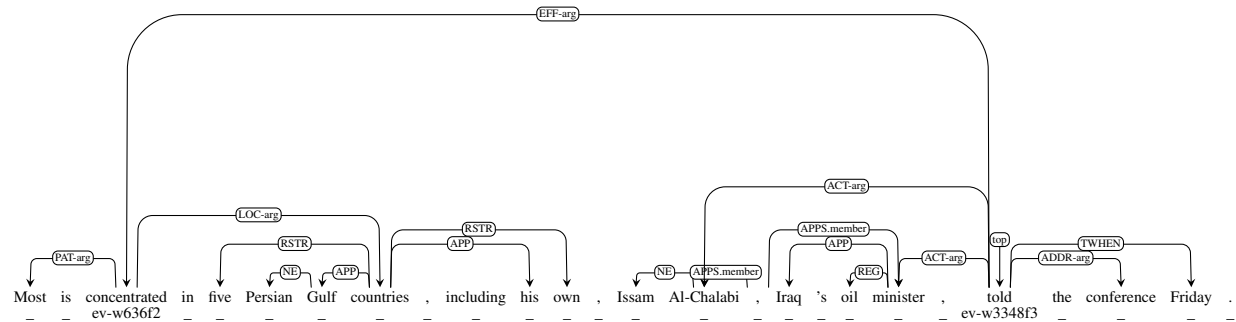 EFF-arg
ACT-arg
LOC-arg
RSTR APPS.member
PAT-arg RSTR APP APP ACT-arg top TWHEN
NE APP NE APPS.member REG ADDR-arg
Most is concentrated in five Persian Gulf countries , including his own , Issam Al-Chalabi , Iraq 's oil minister , told the conference Friday .
_ _ ev-w636f2 _ _ _ _ _ _ _ _ _ _ _ _ _ _ _ _ _ _ ev-w3348f3 _ _ _ _